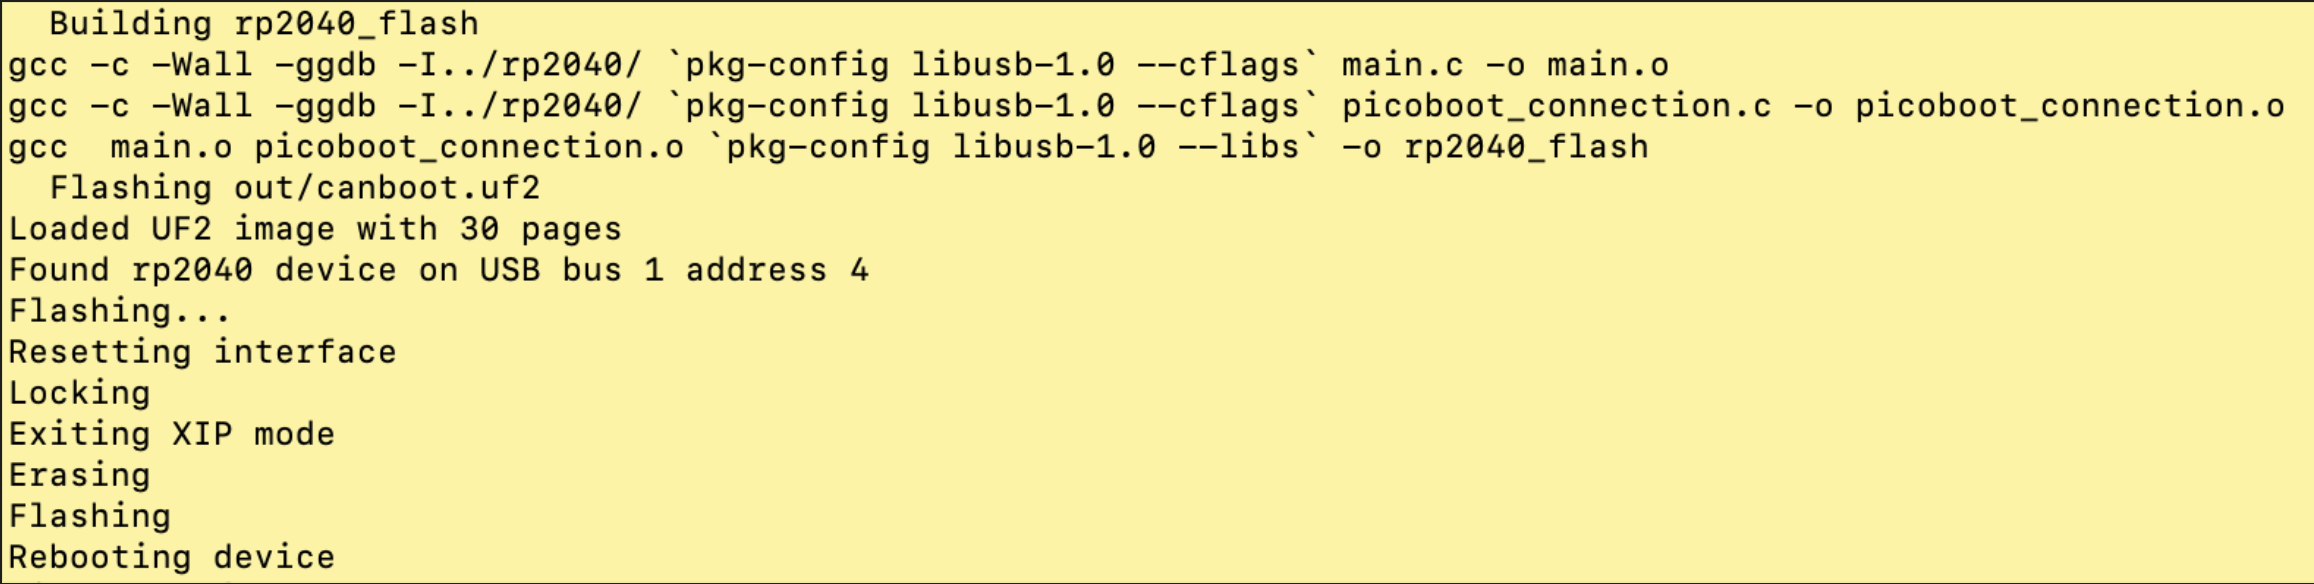 Building rp2040_flash
gcc -c -Wall -ggdb -I../rp2040/ `pkg-config libusb-1.0 --cflags` main.c -o main.o
gcc -c -Wall -ggdb -I../rp2040/ `pkg-config libusb-1.0 --cflags` picoboot_connection.c -o picoboot_connection.o
gcc  main.o picoboot_connection.o `pkg-config libusb-1.0 --libs` -o rp2040_flash
Flashing out/canboot.uf2
Loaded UF2 image with 30 pages
Found rp2040 device on USB bus 1 address 4
Flashing...
Resetting interface
Locking
Exiting XIP mode
Erasing
Flashing
Rebooting device